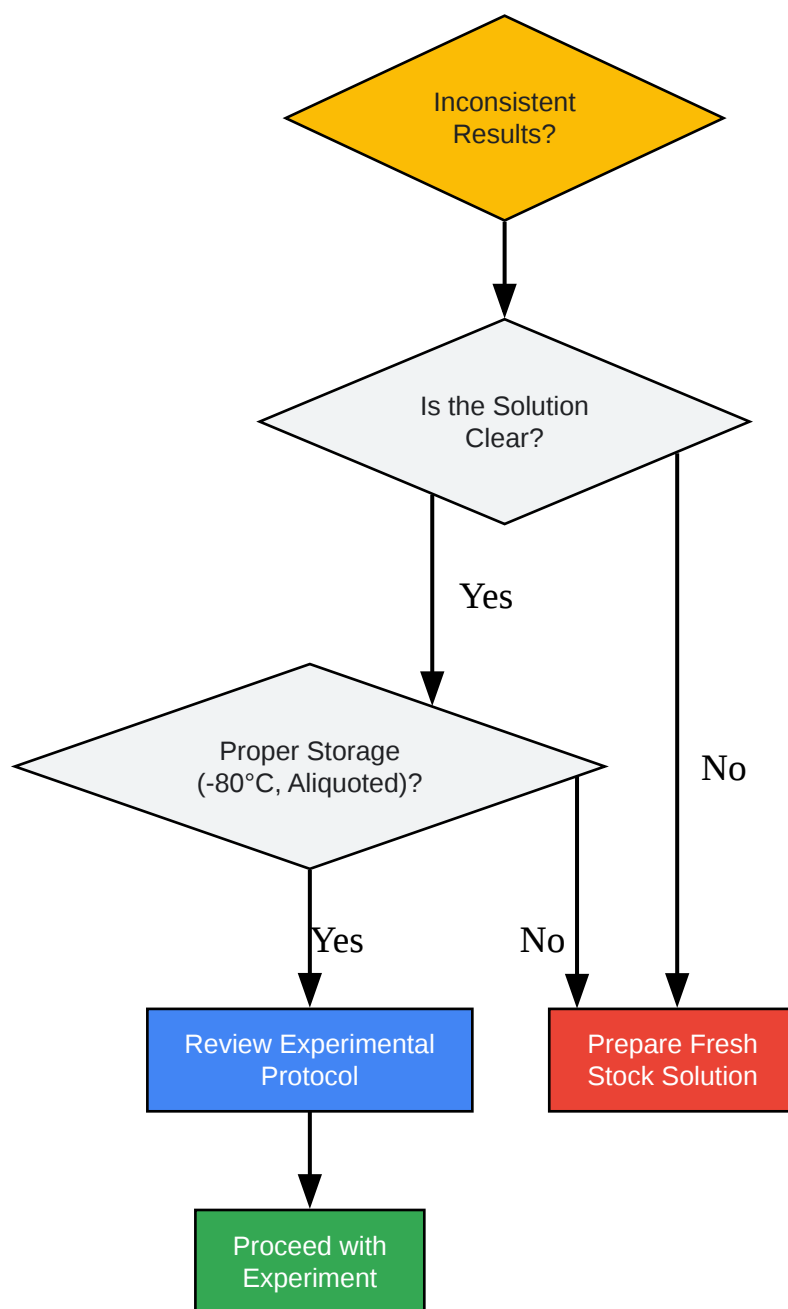 Inconsistent
Results?
Is the Solution
Clear?
Yes
Proper Storage
(-80°C, Aliquoted)?
No
Yes
No
Review Experimental
Protocol
Prepare Fresh
Stock Solution
Proceed with
Experiment